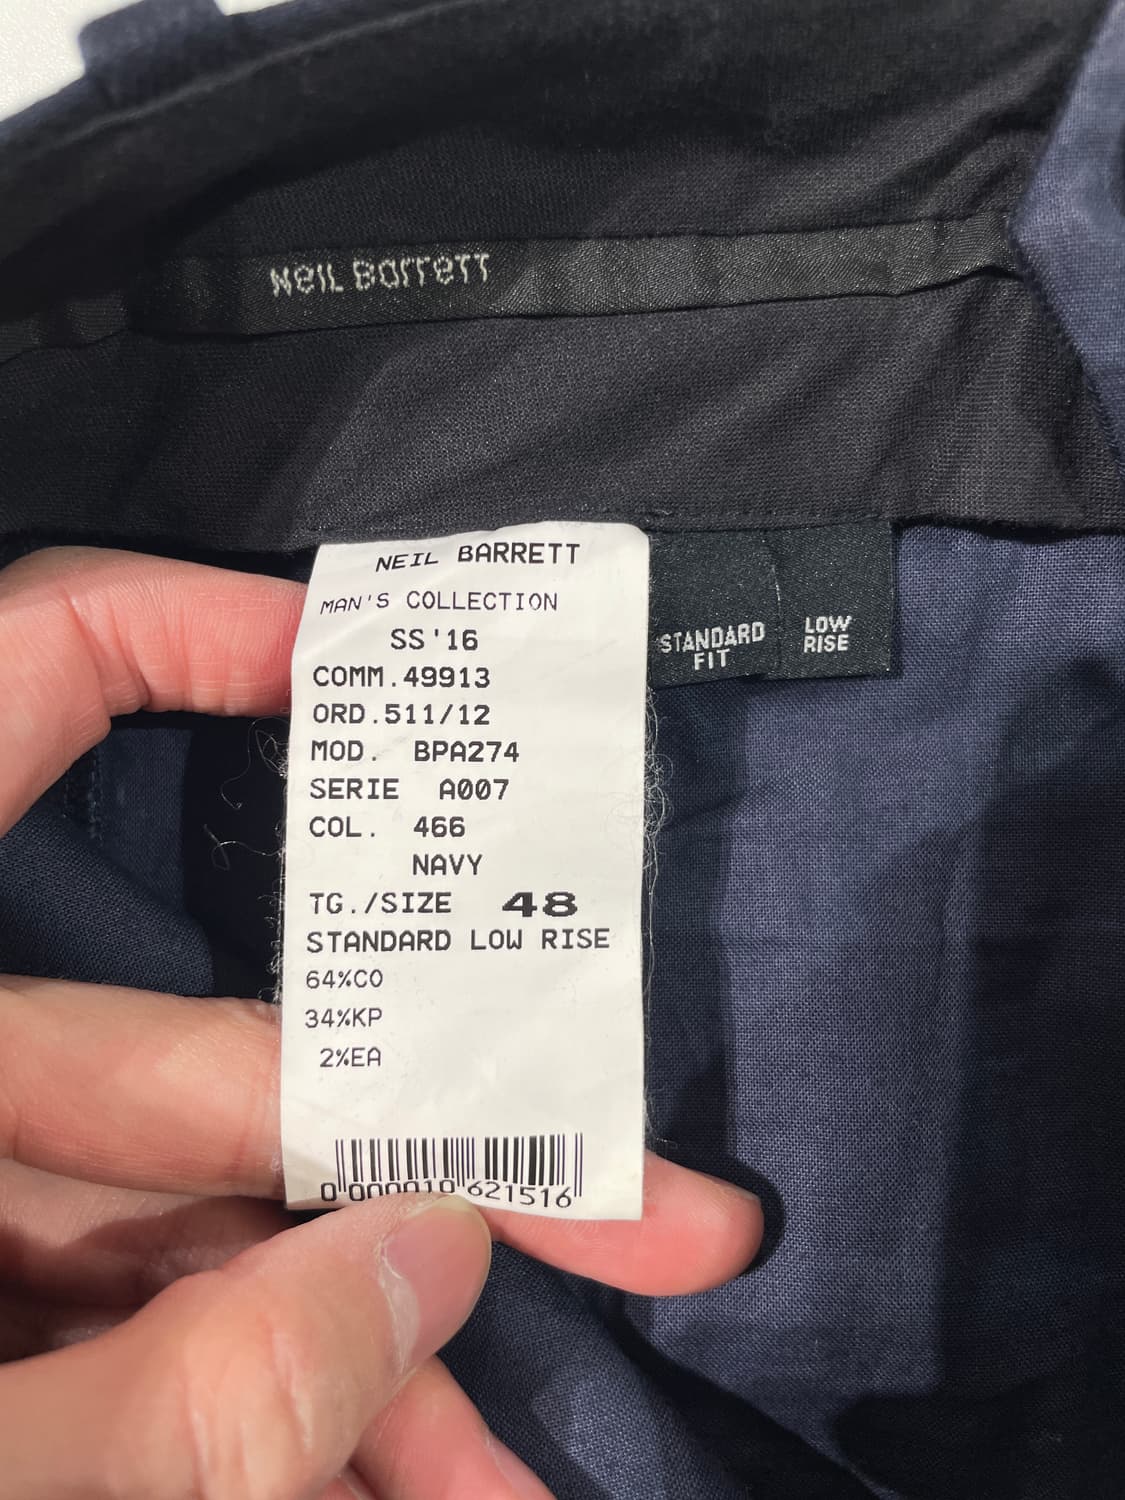 Neil Barrett
NEIL BARRETT
MAN'S COLLECTION
SS'16
COMM.49913
ORD.511/12
MOD. BPA274
SERIE A007
COL. 466
NAVY
TG./SIZE 48
STANDARD LOW RISE
64%CO
34%KP
2%EA
0 000010 621516
STANDARD
FIT
LOW
RISE